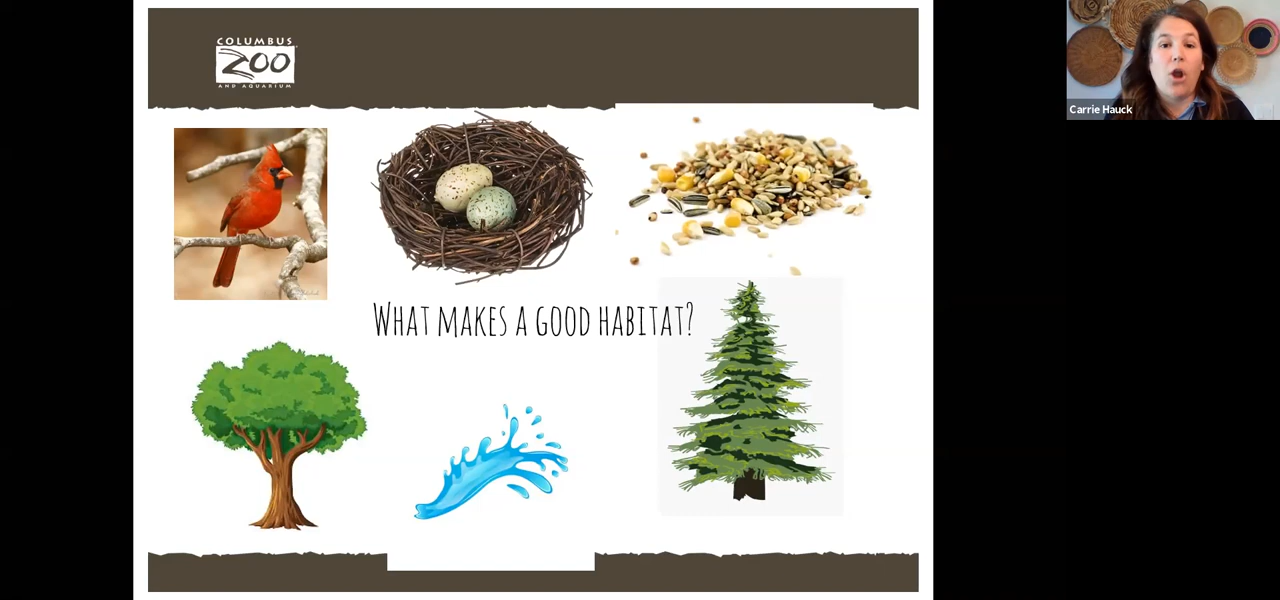 COLUMBUS
ZOO
AND AQUARIUM
Carrie Hauck
WHAT MAKES A GOOD HABITAT?